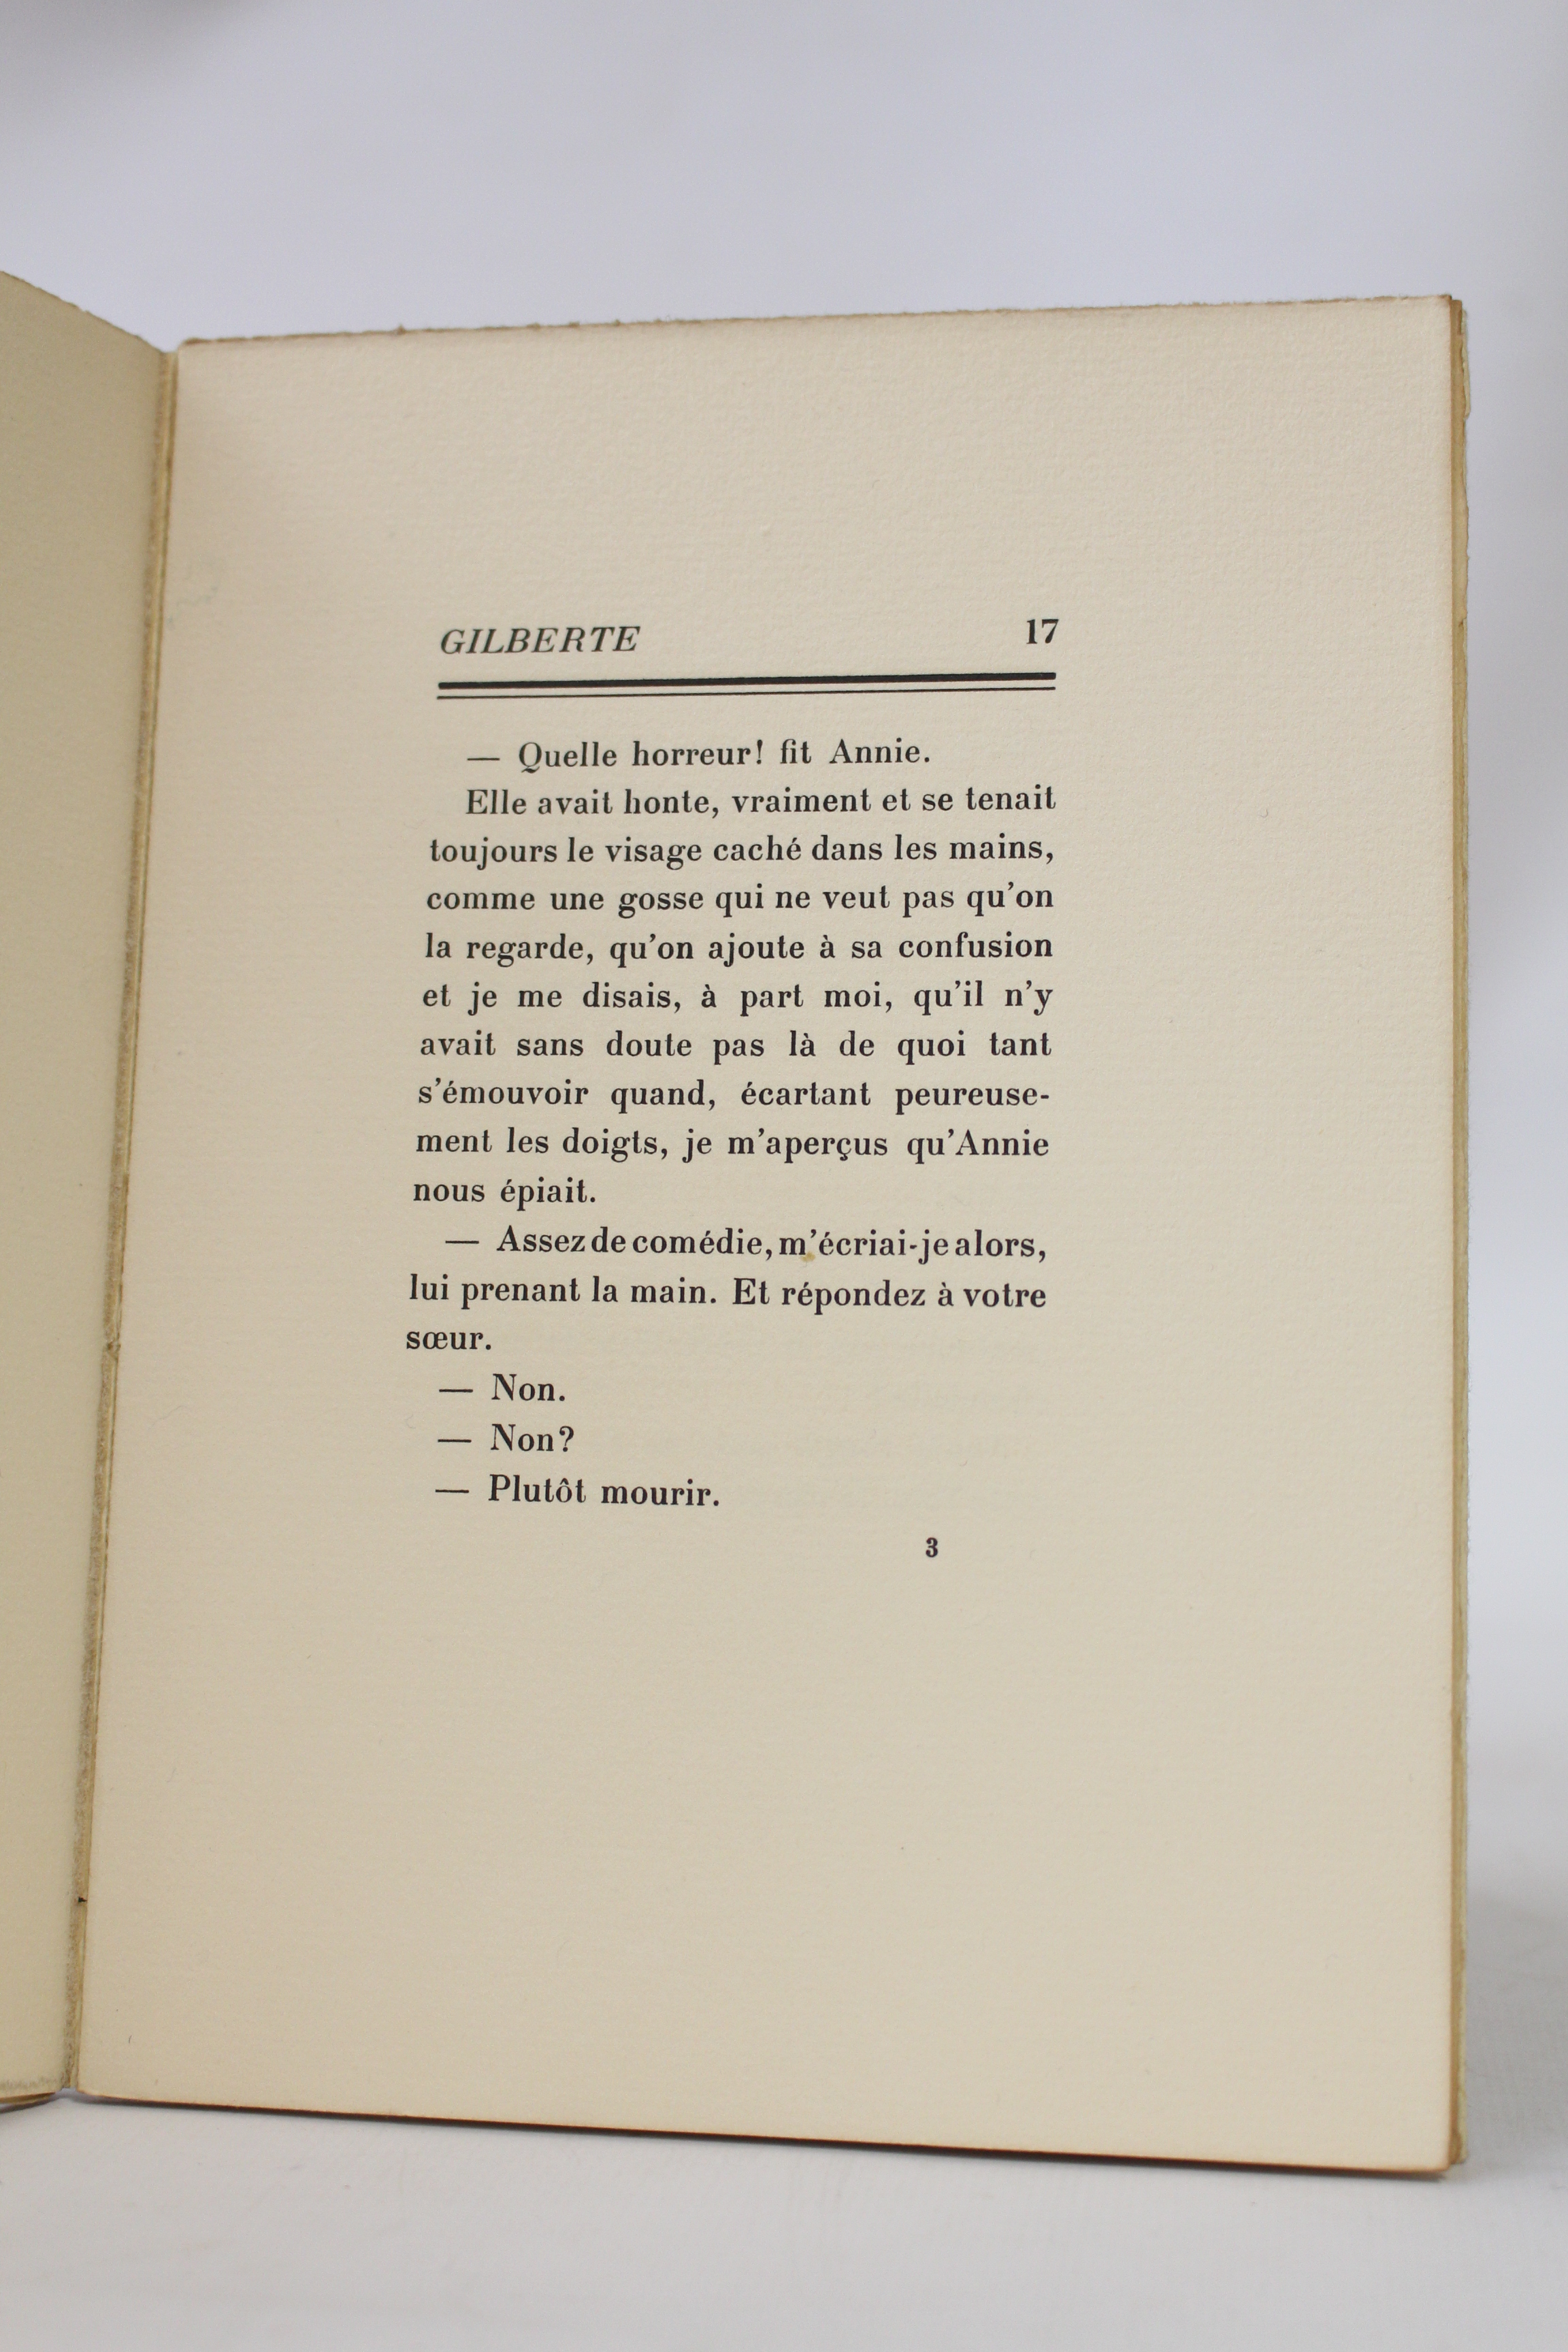 GILBERTE 17
— Quelle horreur! fit Annie.
Elle avait honte, vraiment et se tenait
toujours le visage caché dans les mains,
comme une gosse qui ne veut pas qu’on
la regarde, qu’on ajoute à sa confusion
et je me disais, à part moi, qu’il n’y
avait sans doute pas là de quoi tant
s’émouvoir quand, écartant peureuse-
ment les doigts, je m’aperçus qu’Annie
nous épiait.
— Assez de comédie, m’écriai-je alors,
lui prenant la main. Et répondez à votre
sœur.
— Non.
— Non?
— Plutôt mourir.
3